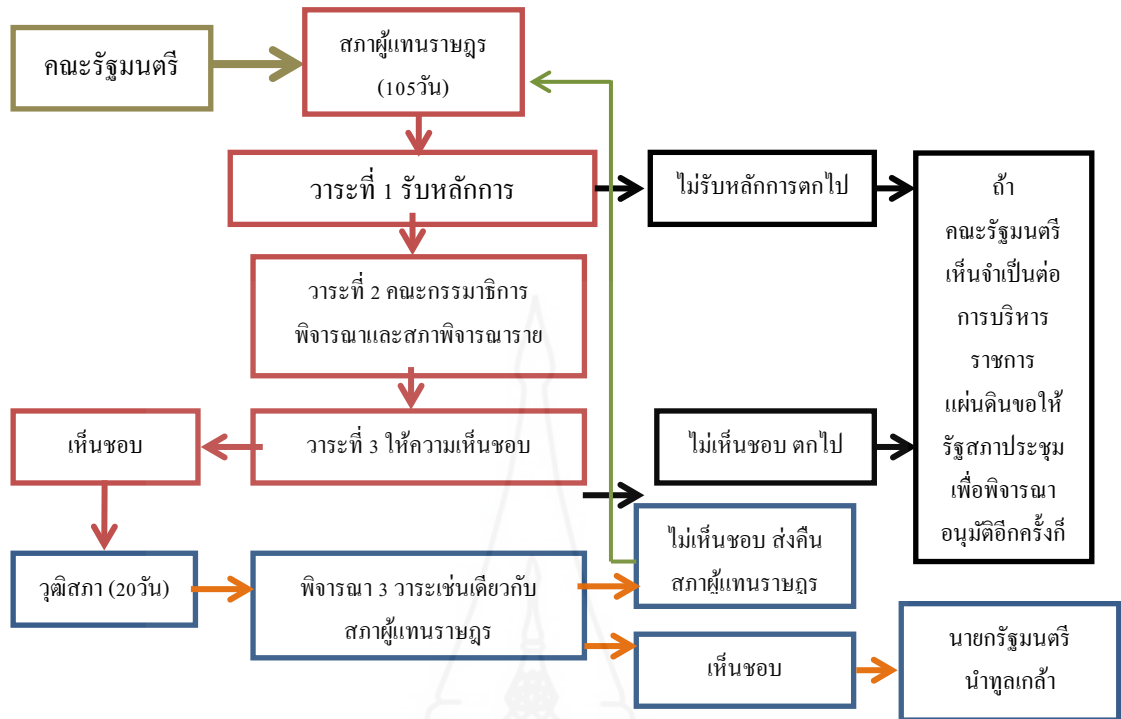 คณะรัฐมนตรี
สภาผู้แทนราษฎร
(105วัน)
วาระที่ 1 รับหลักการ
ไม่รับหลักการตกไป
ถ้า
คณะรัฐมนตรี
เห็นจำเป็นต่อ
การบริหาร
ราชการ
แผ่นดินขอให้
รัฐสภาประชุม
เพื่อพิจารณา
อนุมัติอีกครั้งก็
วาระที่ 2 คณะกรรมาธิการ
พิจารณาและสภาพิจารณาราย
เห็นชอบ
วาระที่ 3 ให้ความเห็นชอบ
ไม่เห็นชอบ ตกไป
วุฒิสภา (20วัน)
พิจารณา 3 วาระเช่นเดียวกับ
สภาผู้แทนราษฎร
ไม่เห็นชอบ ส่งคืน
สภาผู้แทนราษฎร
เห็นชอบ
นายกรัฐมนตรี
นำทูลเกล้า